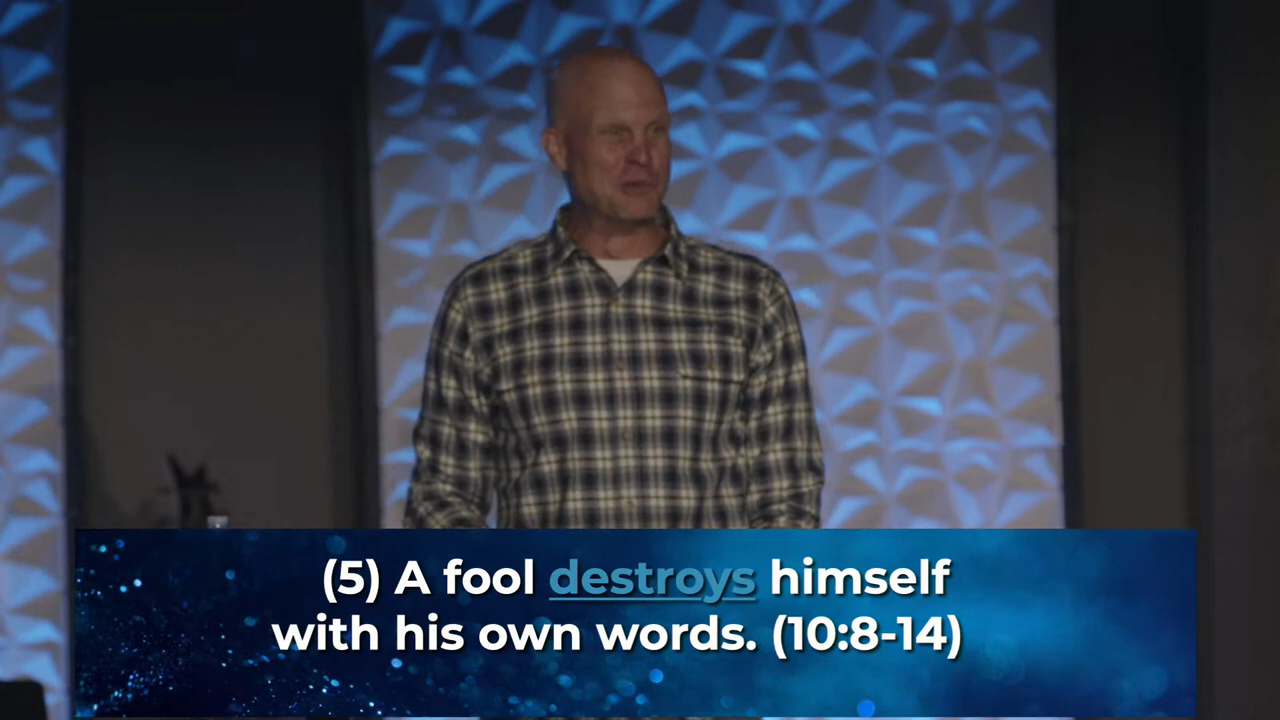 (5) A fool destroys himself
with his own words. (10:8-14)